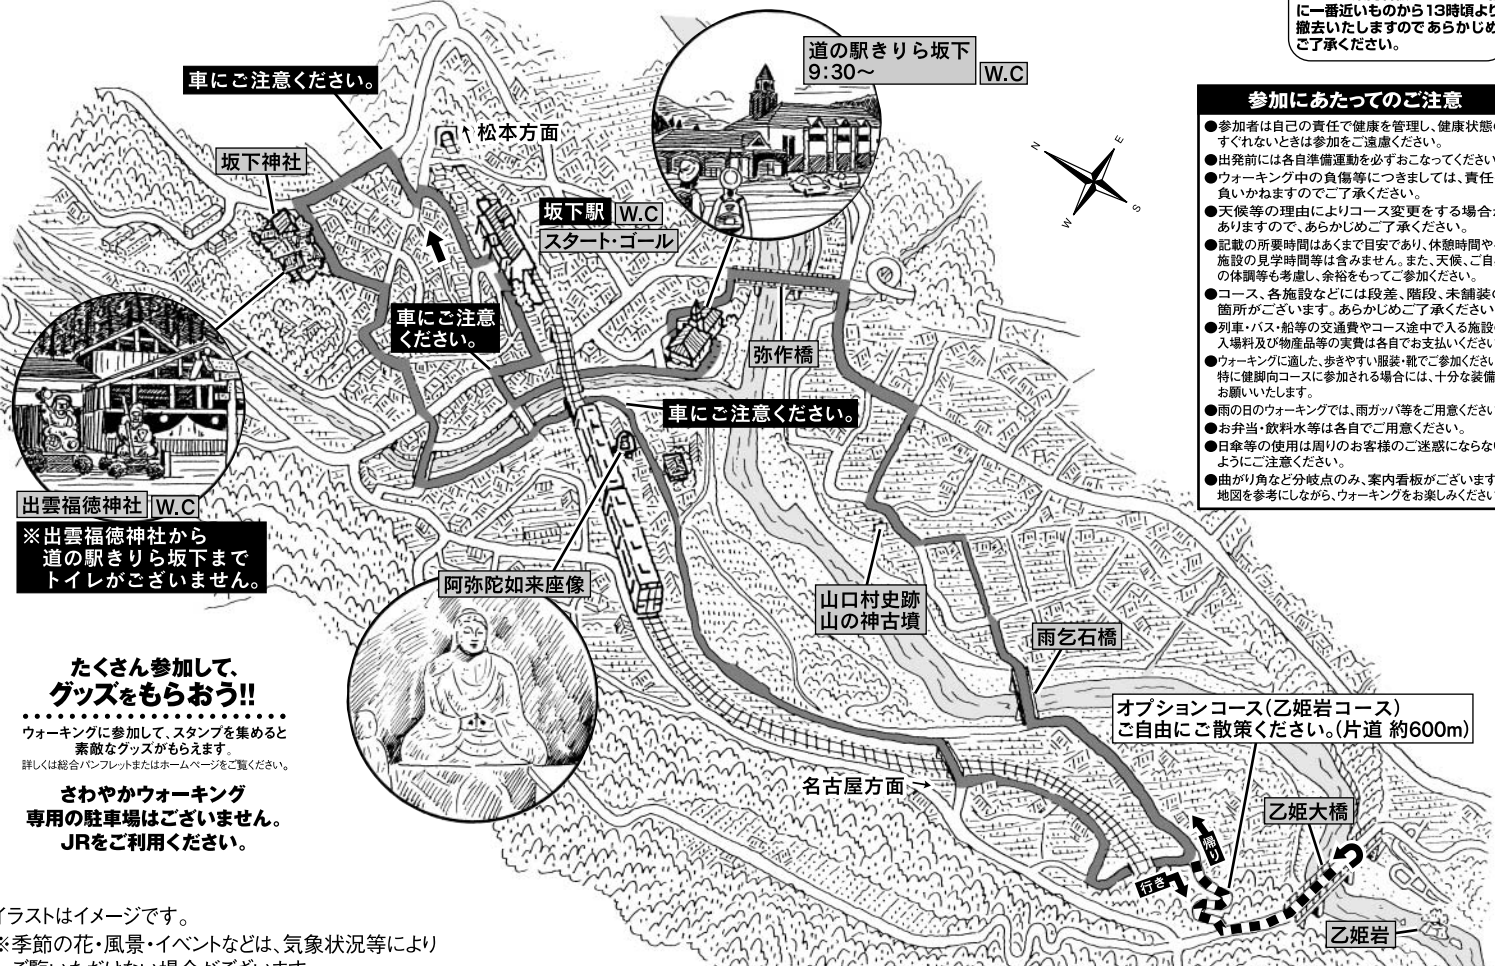 に一番近いものから13時頃より
撤去いたしますのであらかじめ
ご了承ください。
道の駅きりら坂下
9:30～
W.C
車にご注意ください。
松本方面
坂下神社
坂下駅 W.C
スタート・ゴール
N
E
W
S
車にご注意
ください。
弥作橋
車にご注意ください。
出雲福徳神社 W.C
※出雲福徳神社から
道の駅きりら坂下まで
トイレがございません。
阿弥陀如来座像
山口村史跡
山の神古墳
雨乞石橋
オプションコース(乙姫岩コース)
ご自由にご散策ください。(片道 約600m)
名古屋方面
乙姫大橋
帰り
行き
乙姫岩
参加にあたってのご注意
●参加者は自己の責任で健康を管理し、健康状態の
すぐれないときは参加をご遠慮ください。
●出発前には各自準備運動を必ずおこなってください
●ウォーキング中の負傷等につきましては、責任
負いかねますのでご了承ください。
●天候等の理由によりコース変更をする場合が
ありますので、あらかじめご了承ください。
●記載の所要時間はあくまで目安であり、休憩時間や
施設の見学時間等は含みません。また、天候、ご自
の体調等も考慮し、余裕をもってご参加ください。
●コース、各施設などには段差、階段、未舗装の
箇所がございます。あらかじめご了承ください
●列車・バス・船等の交通費やコース途中で入る施設
入場料及び物産品等の実費は各自でお支払いください
●ウォーキングに適した、歩きやすい服装・靴でご参加ください
特に健脚向コースに参加される場合には、十分な装備
お願いいたします。
●雨の日のウォーキングでは、雨ガッパ等をご用意ください
●お弁当・飲料水等は各自でご用意ください。
●日傘等の使用は周りのお客様のご迷惑にならない
ようにご注意ください。
●曲がり角など分岐点のみ、案内看板がございます
地図を参考にしながら、ウォーキングをお楽しみください
たくさん参加して、
グッズをもらおう!!
ウォーキングに参加して、スタンプを集めると
素敵なグッズがもらえます。
詳しくは総合パンフレットまたはホームページをご覧ください。
さわやかウォーキング
専用の駐車場はございません。
JRをご利用ください。
イラストはイメージです。
※季節の花・風景・イベントなどは、気象状況等により
ご覧いただけない場合がございます